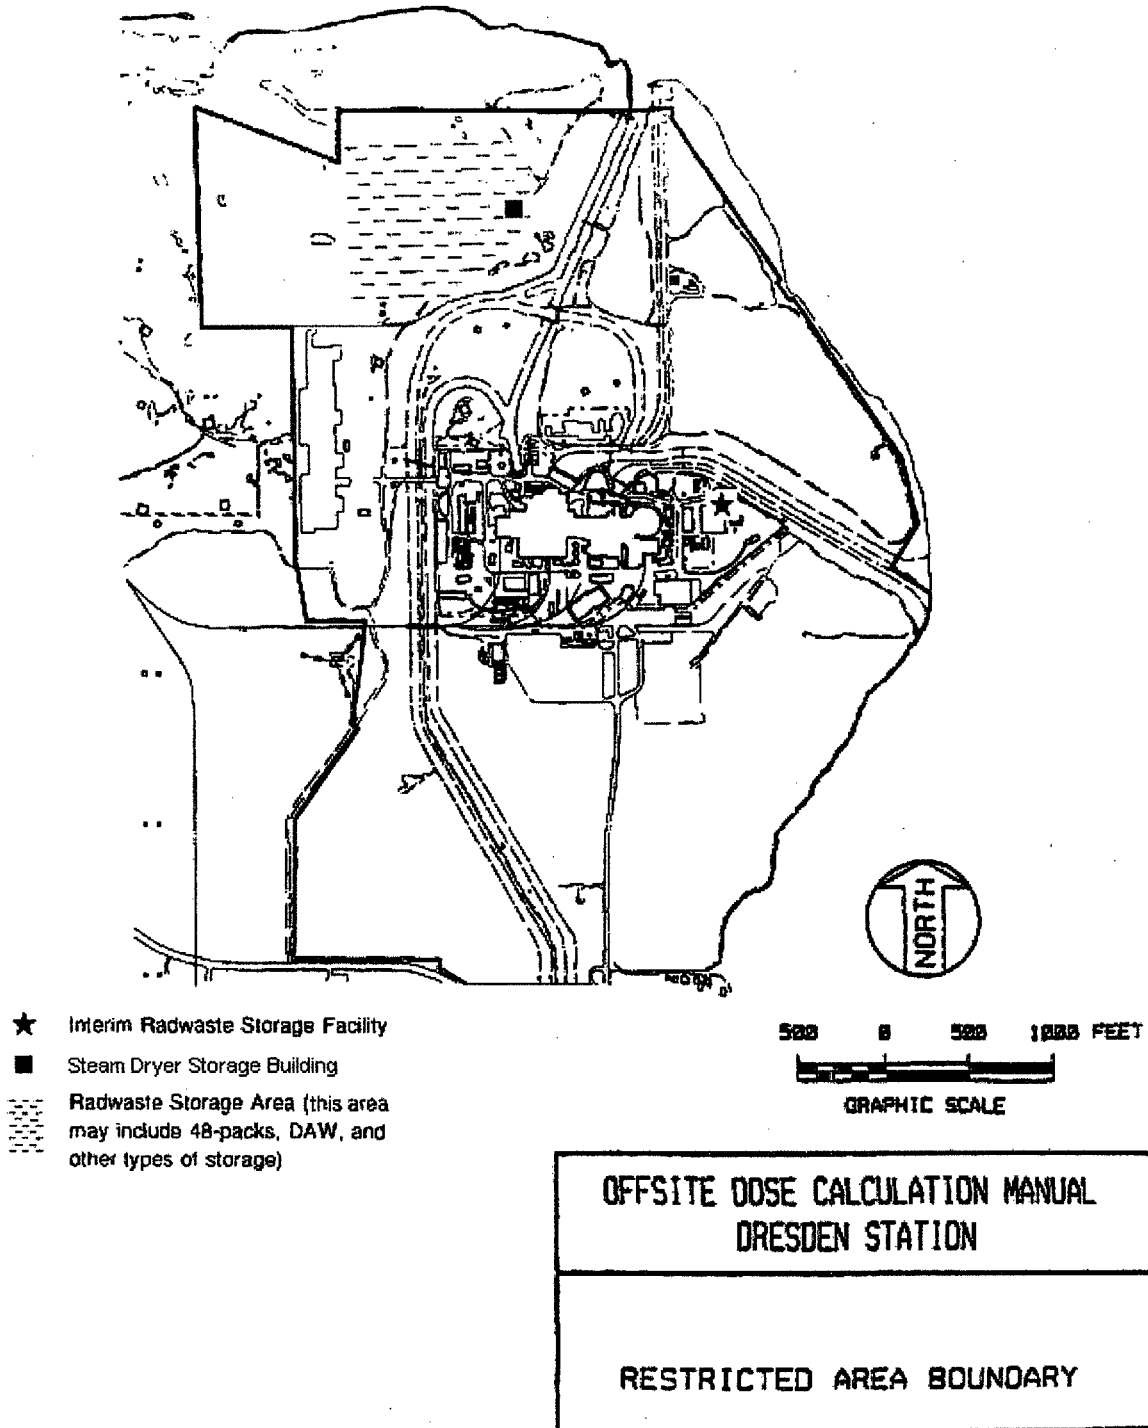 NORTH
★ Interim Radwaste Storage Facility
■ Steam Dryer Storage Building
Radwaste Storage Area (this area
may include 48-packs, DAW, and
other types of storage)
500 0 500 1000 FEET
GRAPHIC SCALE
OFFSITE DOSE CALCULATION MANUAL
DRESDEN STATION
RESTRICTED AREA BOUNDARY